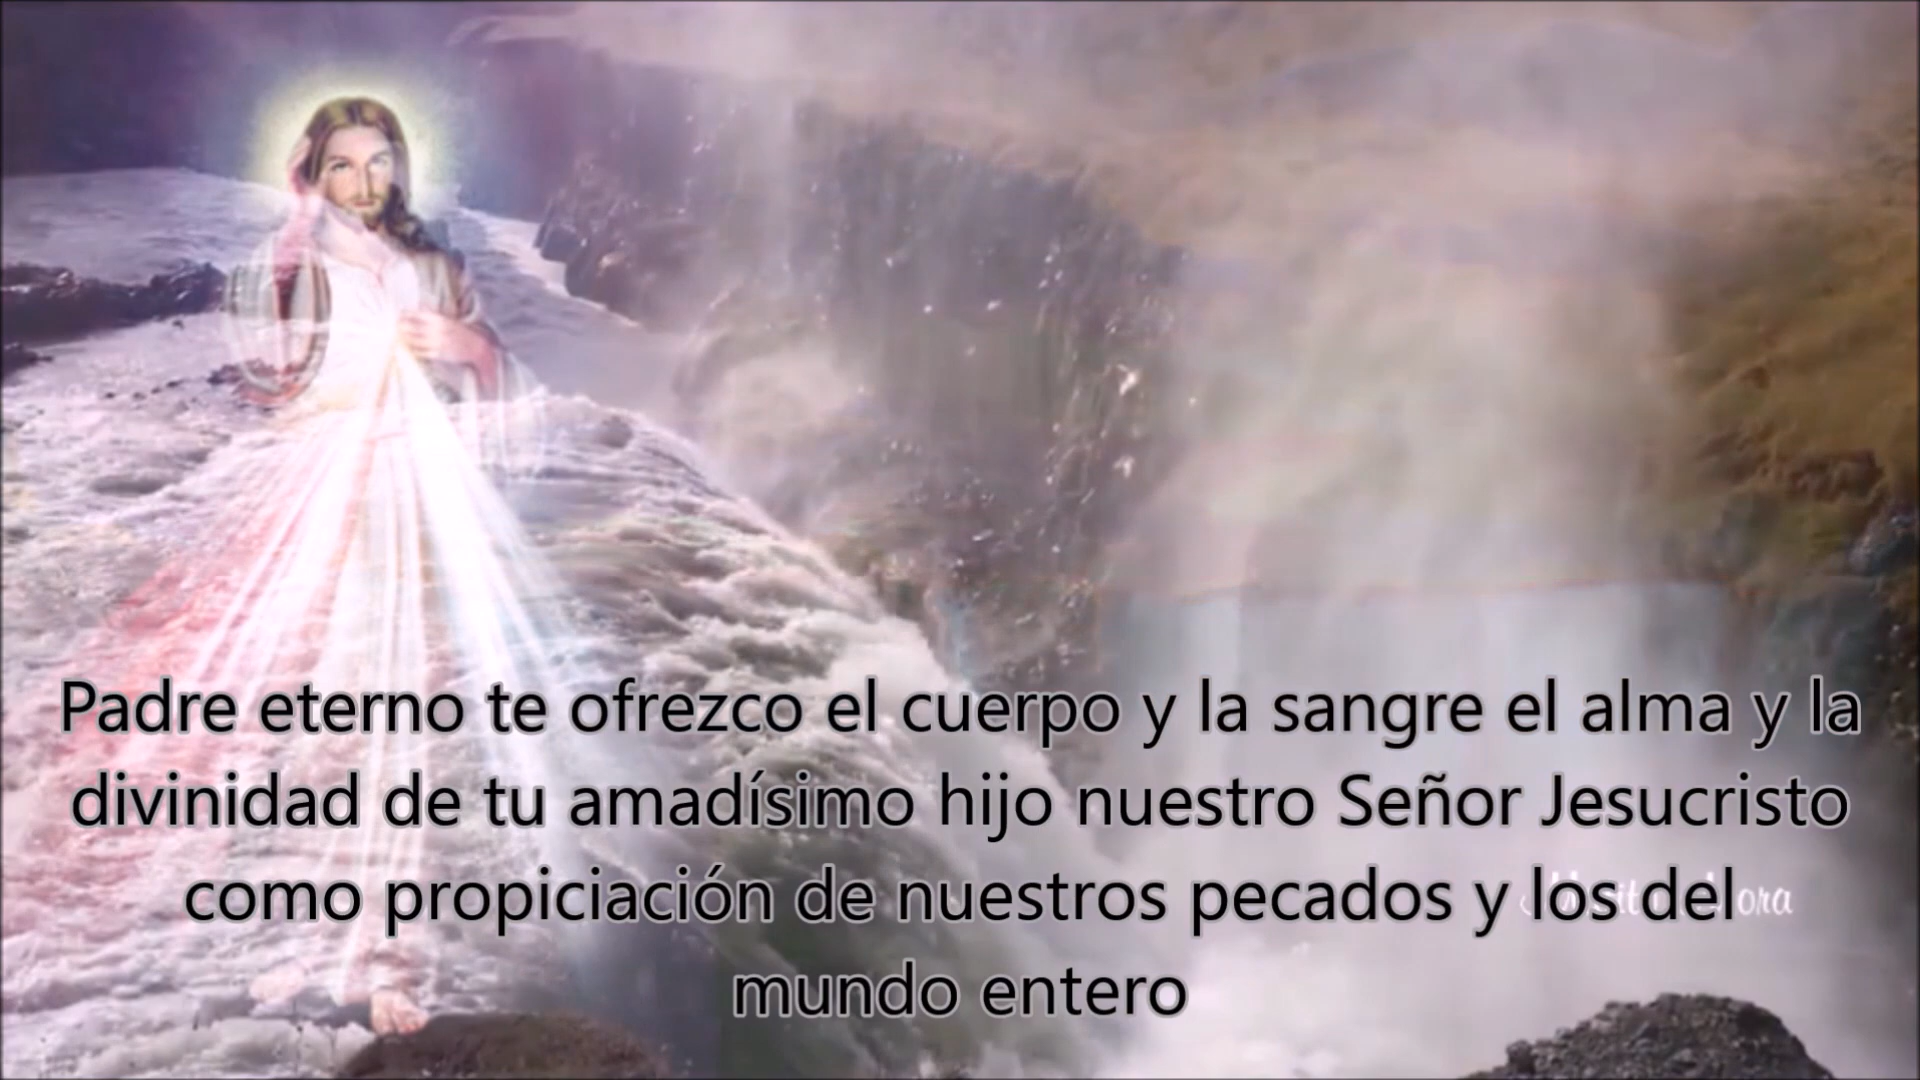 Padre eterno te ofrezco el cuerpo y la sangre el alma y la
divinidad de tu amadísimo hijo nuestro Señor Jesucristo
como propiciación de nuestros pecados y los del
mundo entero